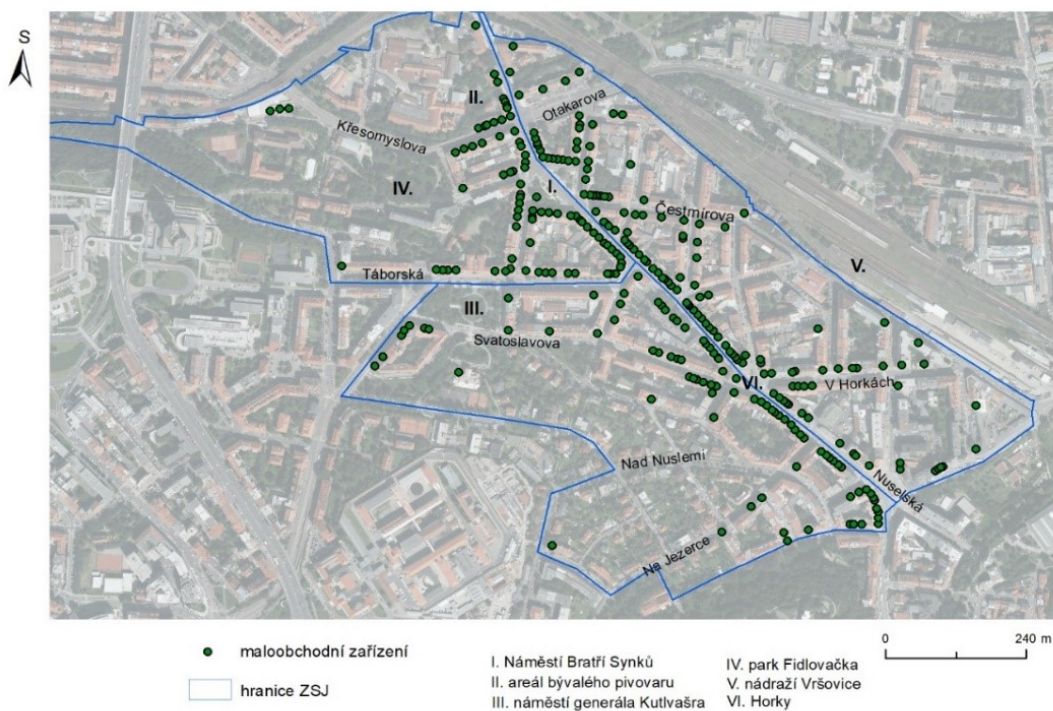 S
II.
Otakarova
Křesomyslova
I.
IV.
Čestmírova
V.
Táborská
III.
Svatoslavova
VI.
V Horkách
Nad Nuslemi
Nuselská
Na Jezerce
maloobchodní zařízení
hranice ZSJ
I. Náměstí Bratří Synků
II. areál bývalého pivovaru
III. náměstí generála Kutlvašra
IV. park Fidlovačka
V. nádraží Vršovice
VI. Horky
0 240 m